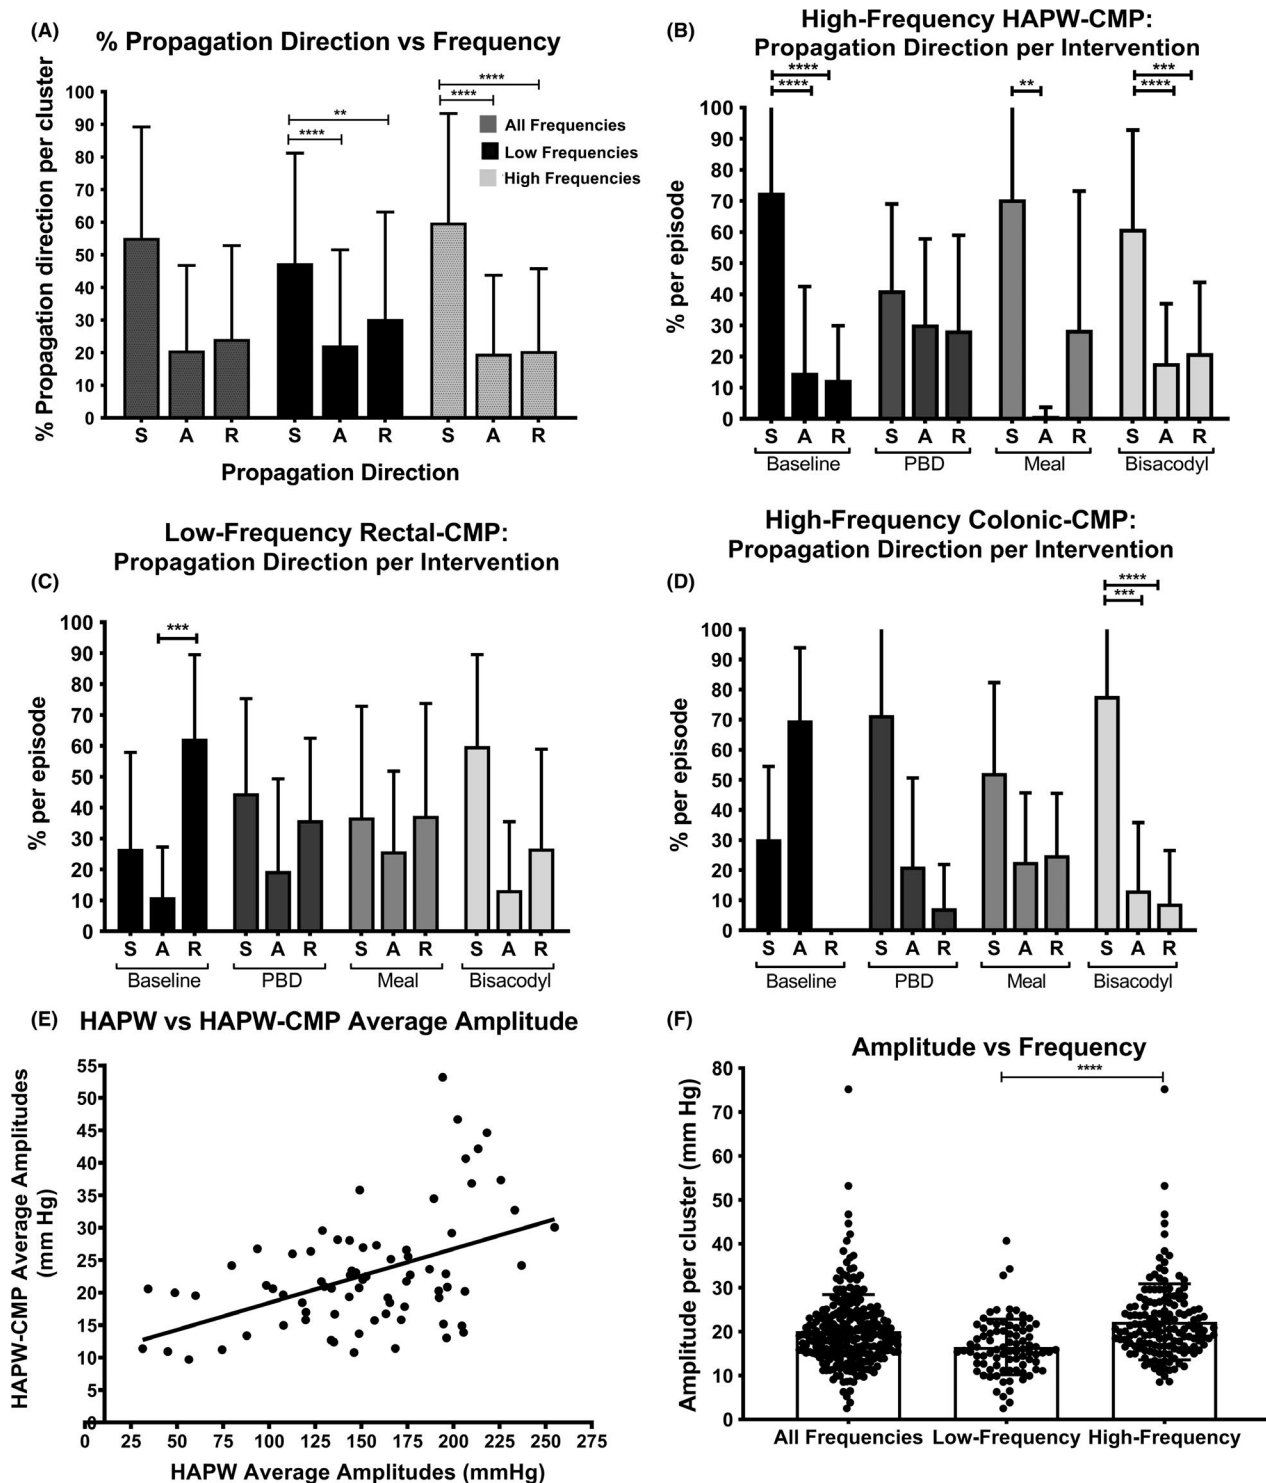 (A)
% Propagation Direction vs Frequency
% Propagation direction per cluster
100
90
80
70
60
50
40
30
20
10
0
****
**
****
****
****
All Frequencies
Low Frequencies
High Frequencies
S A R S A R S A R
Propagation Direction
(B)
High-Frequency HAPW-CMP:
Propagation Direction per Intervention
% per episode
100
90
80
70
60
50
40
30
20
10
0
****
****
**
***
****
S A R S A R S A R S A R
Baseline PBD Meal Bisacodyl
(C)
Low-Frequency Rectal-CMP:
Propagation Direction per Intervention
% per episode
100
90
80
70
60
50
40
30
20
10
0
***
S A R S A R S A R S A R
Baseline PBD Meal Bisacodyl
(D)
High-Frequency Colonic-CMP:
Propagation Direction per Intervention
% per episode
100
90
80
70
60
50
40
30
20
10
0
****
***
S A R S A R S A R S A R
Baseline PBD Meal Bisacodyl
(E)
HAPW vs HAPW-CMP Average Amplitude
HAPW-CMP Average Amplitudes
(mm Hg)
55
50
45
40
35
30
25
20
15
10
5
0
0 25 50 75 100 125 150 175 200 225 250 275
HAPW Average Amplitudes (mmHg)
(F)
Amplitude vs Frequency
Amplitude per cluster (mm Hg)
80
70
60
50
40
30
20
10
0
****
All Frequencies Low-Frequency High-Frequency